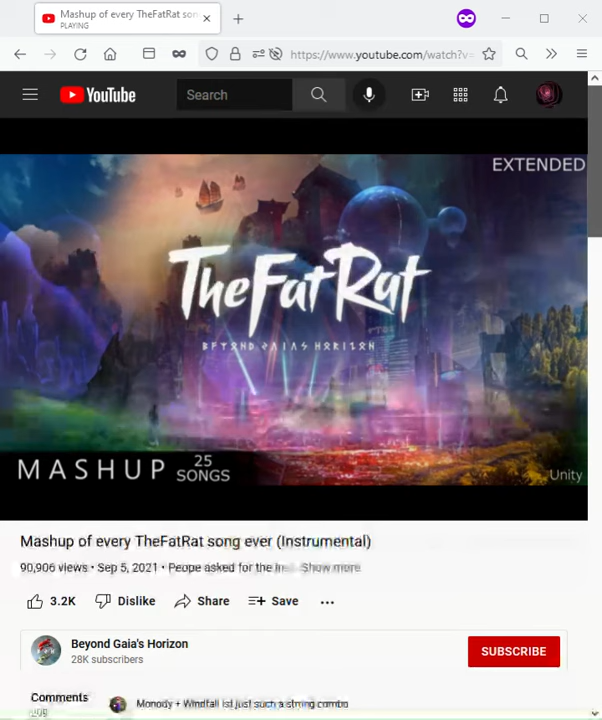 Mashup of every TheFatRat son
PLAYING
https://www.youtube.com/watch?v=
YouTube
Search
EXTENDED
TheFatRat
BEYOND GAIAS HORIZON
MASHUP 25 SONGS
Unity
Mashup of every TheFatRat song ever (Instrumental)
90,906 views • Sep 5, 2021 • Peope asked for the in Show more
3.2K Dislike Share Save
Beyond Gaia's Horizon
28K subscribers
SUBSCRIBE
Comments
Monody + Windfall ist just such a strong combo